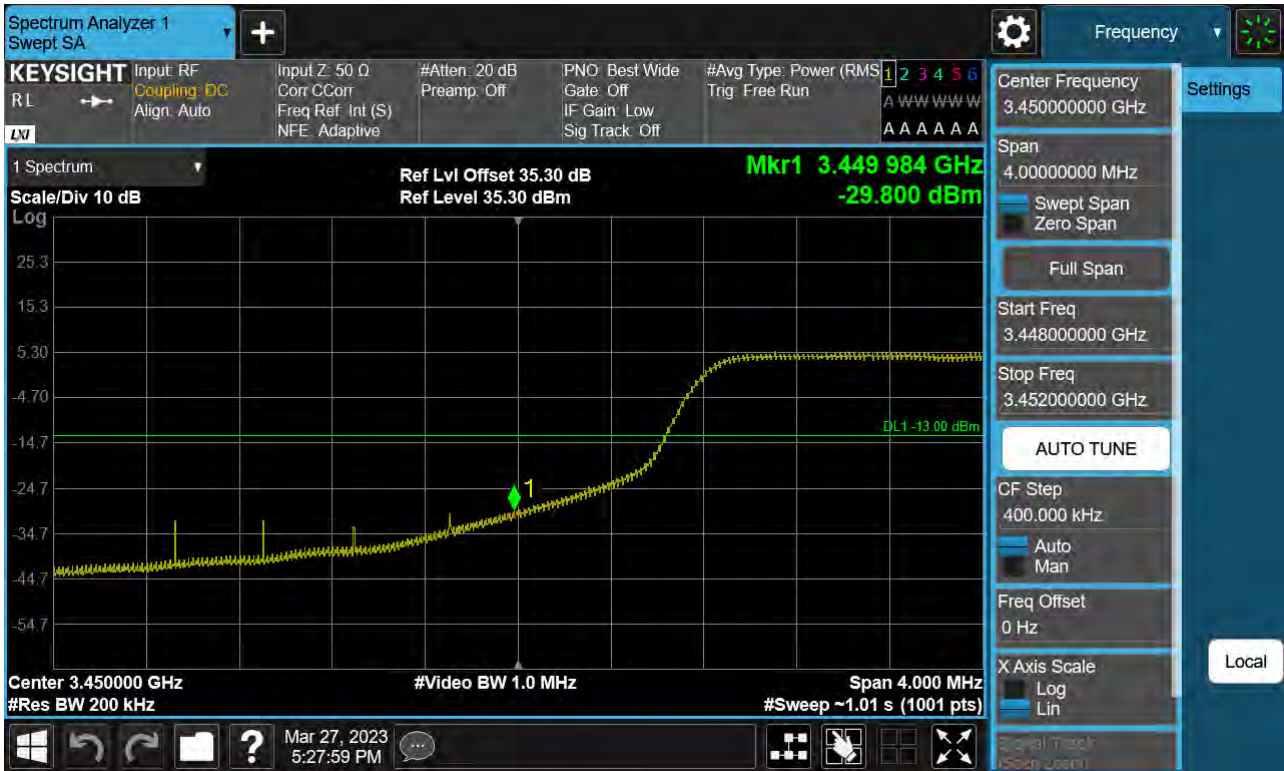 Spectrum Analyzer 1
Swept SA
Frequency
KEYSIGHT
RL
LXI
Input: RF
Coupling: DC
Align: Auto
Input Z: 50 Ω
Corr CCorr
Freq Ref: Int (S)
NFE: Adaptive
#Atten: 20 dB
Preamp: Off
PNO: Best Wide
Gate: Off
IF Gain: Low
Sig Track: Off
#Avg Type: Power (RMS
Trig: Free Run
1 2 3 4 5 6
A W W W W W
A A A A A A
1 Spectrum
Scale/Div 10 dB
Log
Ref Lvl Offset 35.30 dB
Ref Level 35.30 dBm
Mkr1 3.449 984 GHz
-29.800 dBm
25.3
15.3
5.30
-4.70
DL1 -13.00 dBm
-14.7
-24.7
1
-34.7
-44.7
-54.7
Center 3.450000 GHz
#Res BW 200 kHz
#Video BW 1.0 MHz
Span 4.000 MHz
#Sweep ~1.01 s (1001 pts)
Mar 27, 2023
5:27:59 PM
Center Frequency
3.450000000 GHz
Settings
Span
4.00000000 MHz
Swept Span
Zero Span
Full Span
Start Freq
3.448000000 GHz
Stop Freq
3.452000000 GHz
AUTO TUNE
CF Step
400.000 kHz
Auto
Man
Freq Offset
0 Hz
X Axis Scale
Log
Lin
Signal Track
(Span Zoom)
Local